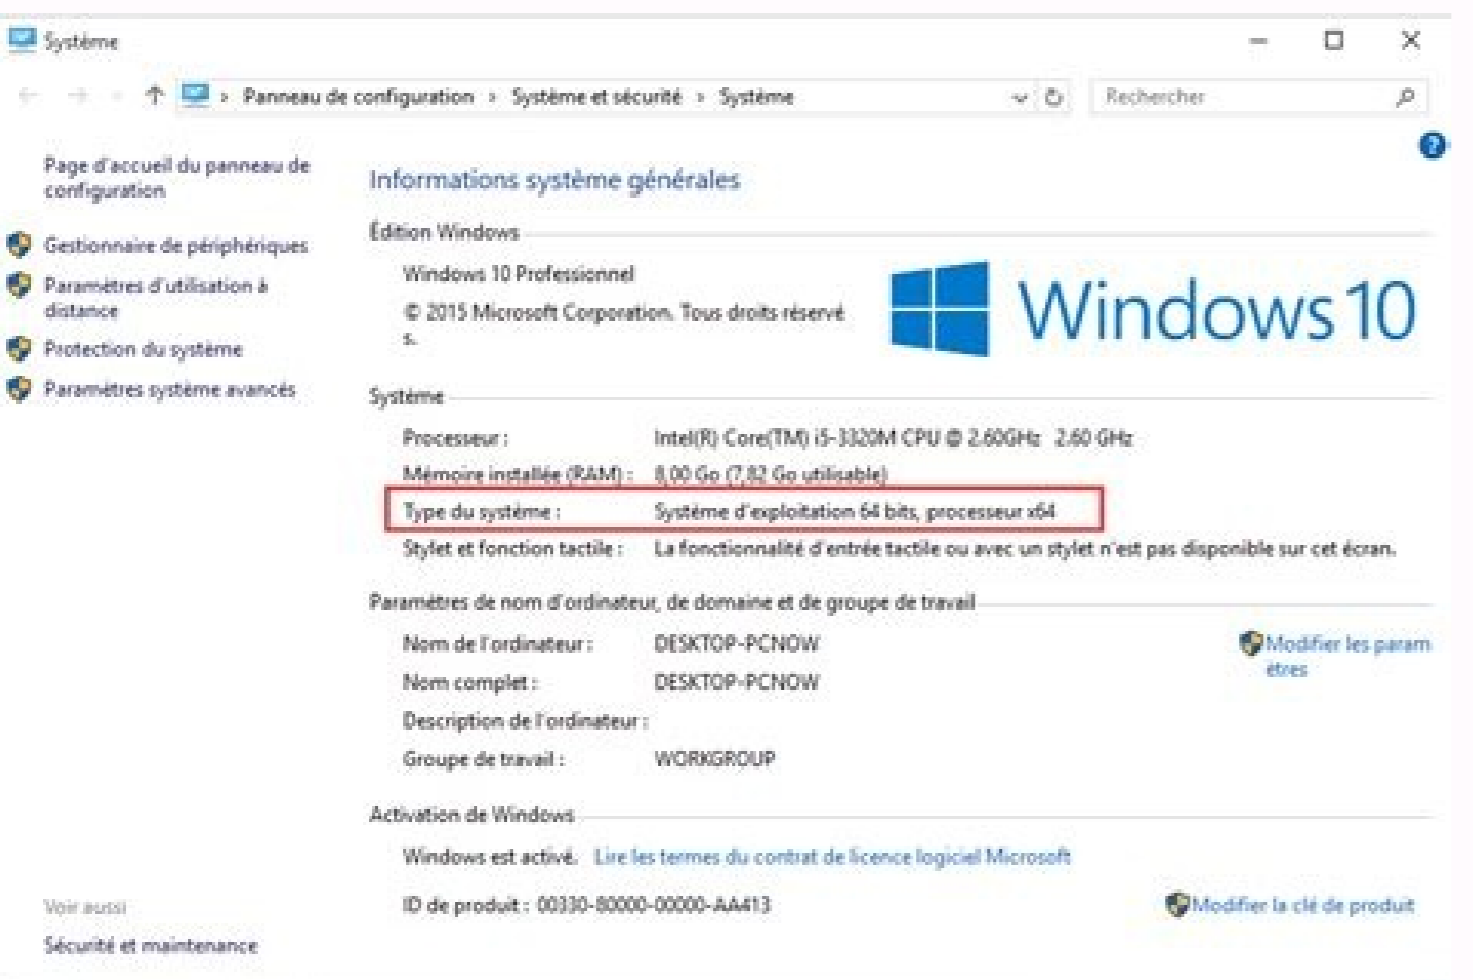 Système
Panneau de configuration > Système et sécurité > Système
Rechercher
?
Page d'accueil du panneau de
configuration
Gestionnaire de périphériques
Paramètres d'utilisation à
distance
Protection du système
Paramètres système avancés
Voir aussi
Sécurité et maintenance
Informations système générales
Édition Windows
Windows 10 Professionnel
© 2015 Microsoft Corporation. Tous droits réservé
s.
Windows 10
Système
Processeur : Intel(R) Core(TM) i5-3320M CPU @ 2.60GHz 2.60 GHz
Mémoire installée (RAM) : 8,00 Go (7,82 Go utilisable)
Type du système : Système d'exploitation 64 bits, processeur x64
Stylet et fonction tactile : La fonctionnalité d'entrée tactile ou avec un stylet n'est pas disponible sur cet écran.
Paramètres de nom d'ordinateur, de domaine et de groupe de travail
Nom de l'ordinateur : DESKTOP-PCNOW
Modifier les param
ètres
Nom complet : DESKTOP-PCNOW
Description de l'ordinateur :
Groupe de travail : WORKGROUP
Activation de Windows
Windows est activé. Lire les termes du contrat de licence logiciel Microsoft
ID de produit : 00330-80000-00000-AA413
Modifier la clé de produit